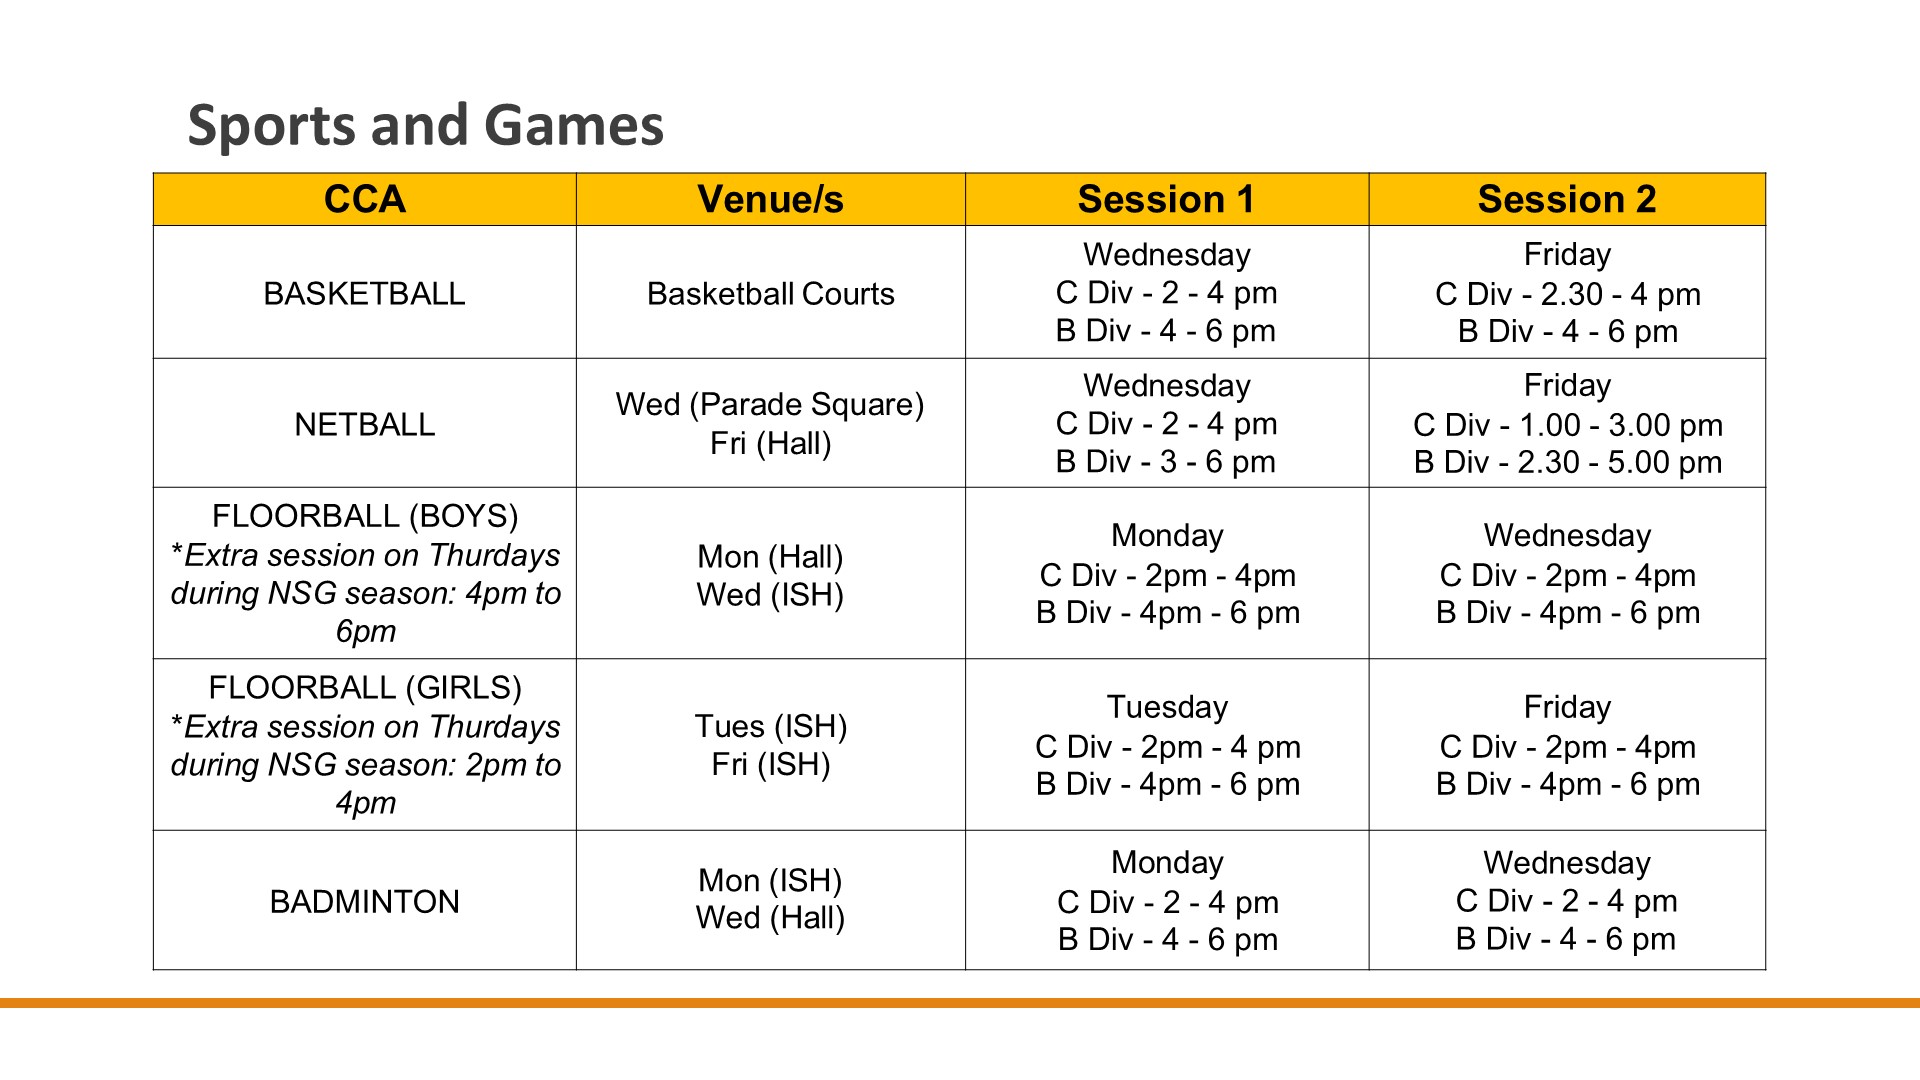 Sports and Games
CCA
Venue/s
Session 1
Session 2
BASKETBALL
Basketball Courts
Wednesday
C Div - 2 - 4 pm
B Div - 4 - 6 pm
Friday
C Div - 2.30 - 4 pm
B Div - 4 - 6 pm
NETBALL
Wed (Parade Square)
Fri (Hall)
Wednesday
C Div - 2 - 4 pm
B Div - 3 - 6 pm
Friday
C Div - 1.00 - 3.00 pm
B Div - 2.30 - 5.00 pm
FLOORBALL (BOYS)
*Extra session on Thurdays
during NSG season: 4pm to
6pm
Mon (Hall)
Wed (ISH)
Monday
C Div - 2pm - 4pm
B Div - 4pm - 6 pm
Wednesday
C Div - 2pm - 4pm
B Div - 4pm - 6 pm
FLOORBALL (GIRLS)
*Extra session on Thurdays
during NSG season: 2pm to
4pm
Tues (ISH)
Fri (ISH)
Tuesday
C Div - 2pm - 4 pm
B Div - 4pm - 6 pm
Friday
C Div - 2pm - 4pm
B Div - 4pm - 6 pm
BADMINTON
Mon (ISH)
Wed (Hall)
Monday
C Div - 2 - 4 pm
B Div - 4 - 6 pm
Wednesday
C Div - 2 - 4 pm
B Div - 4 - 6 pm